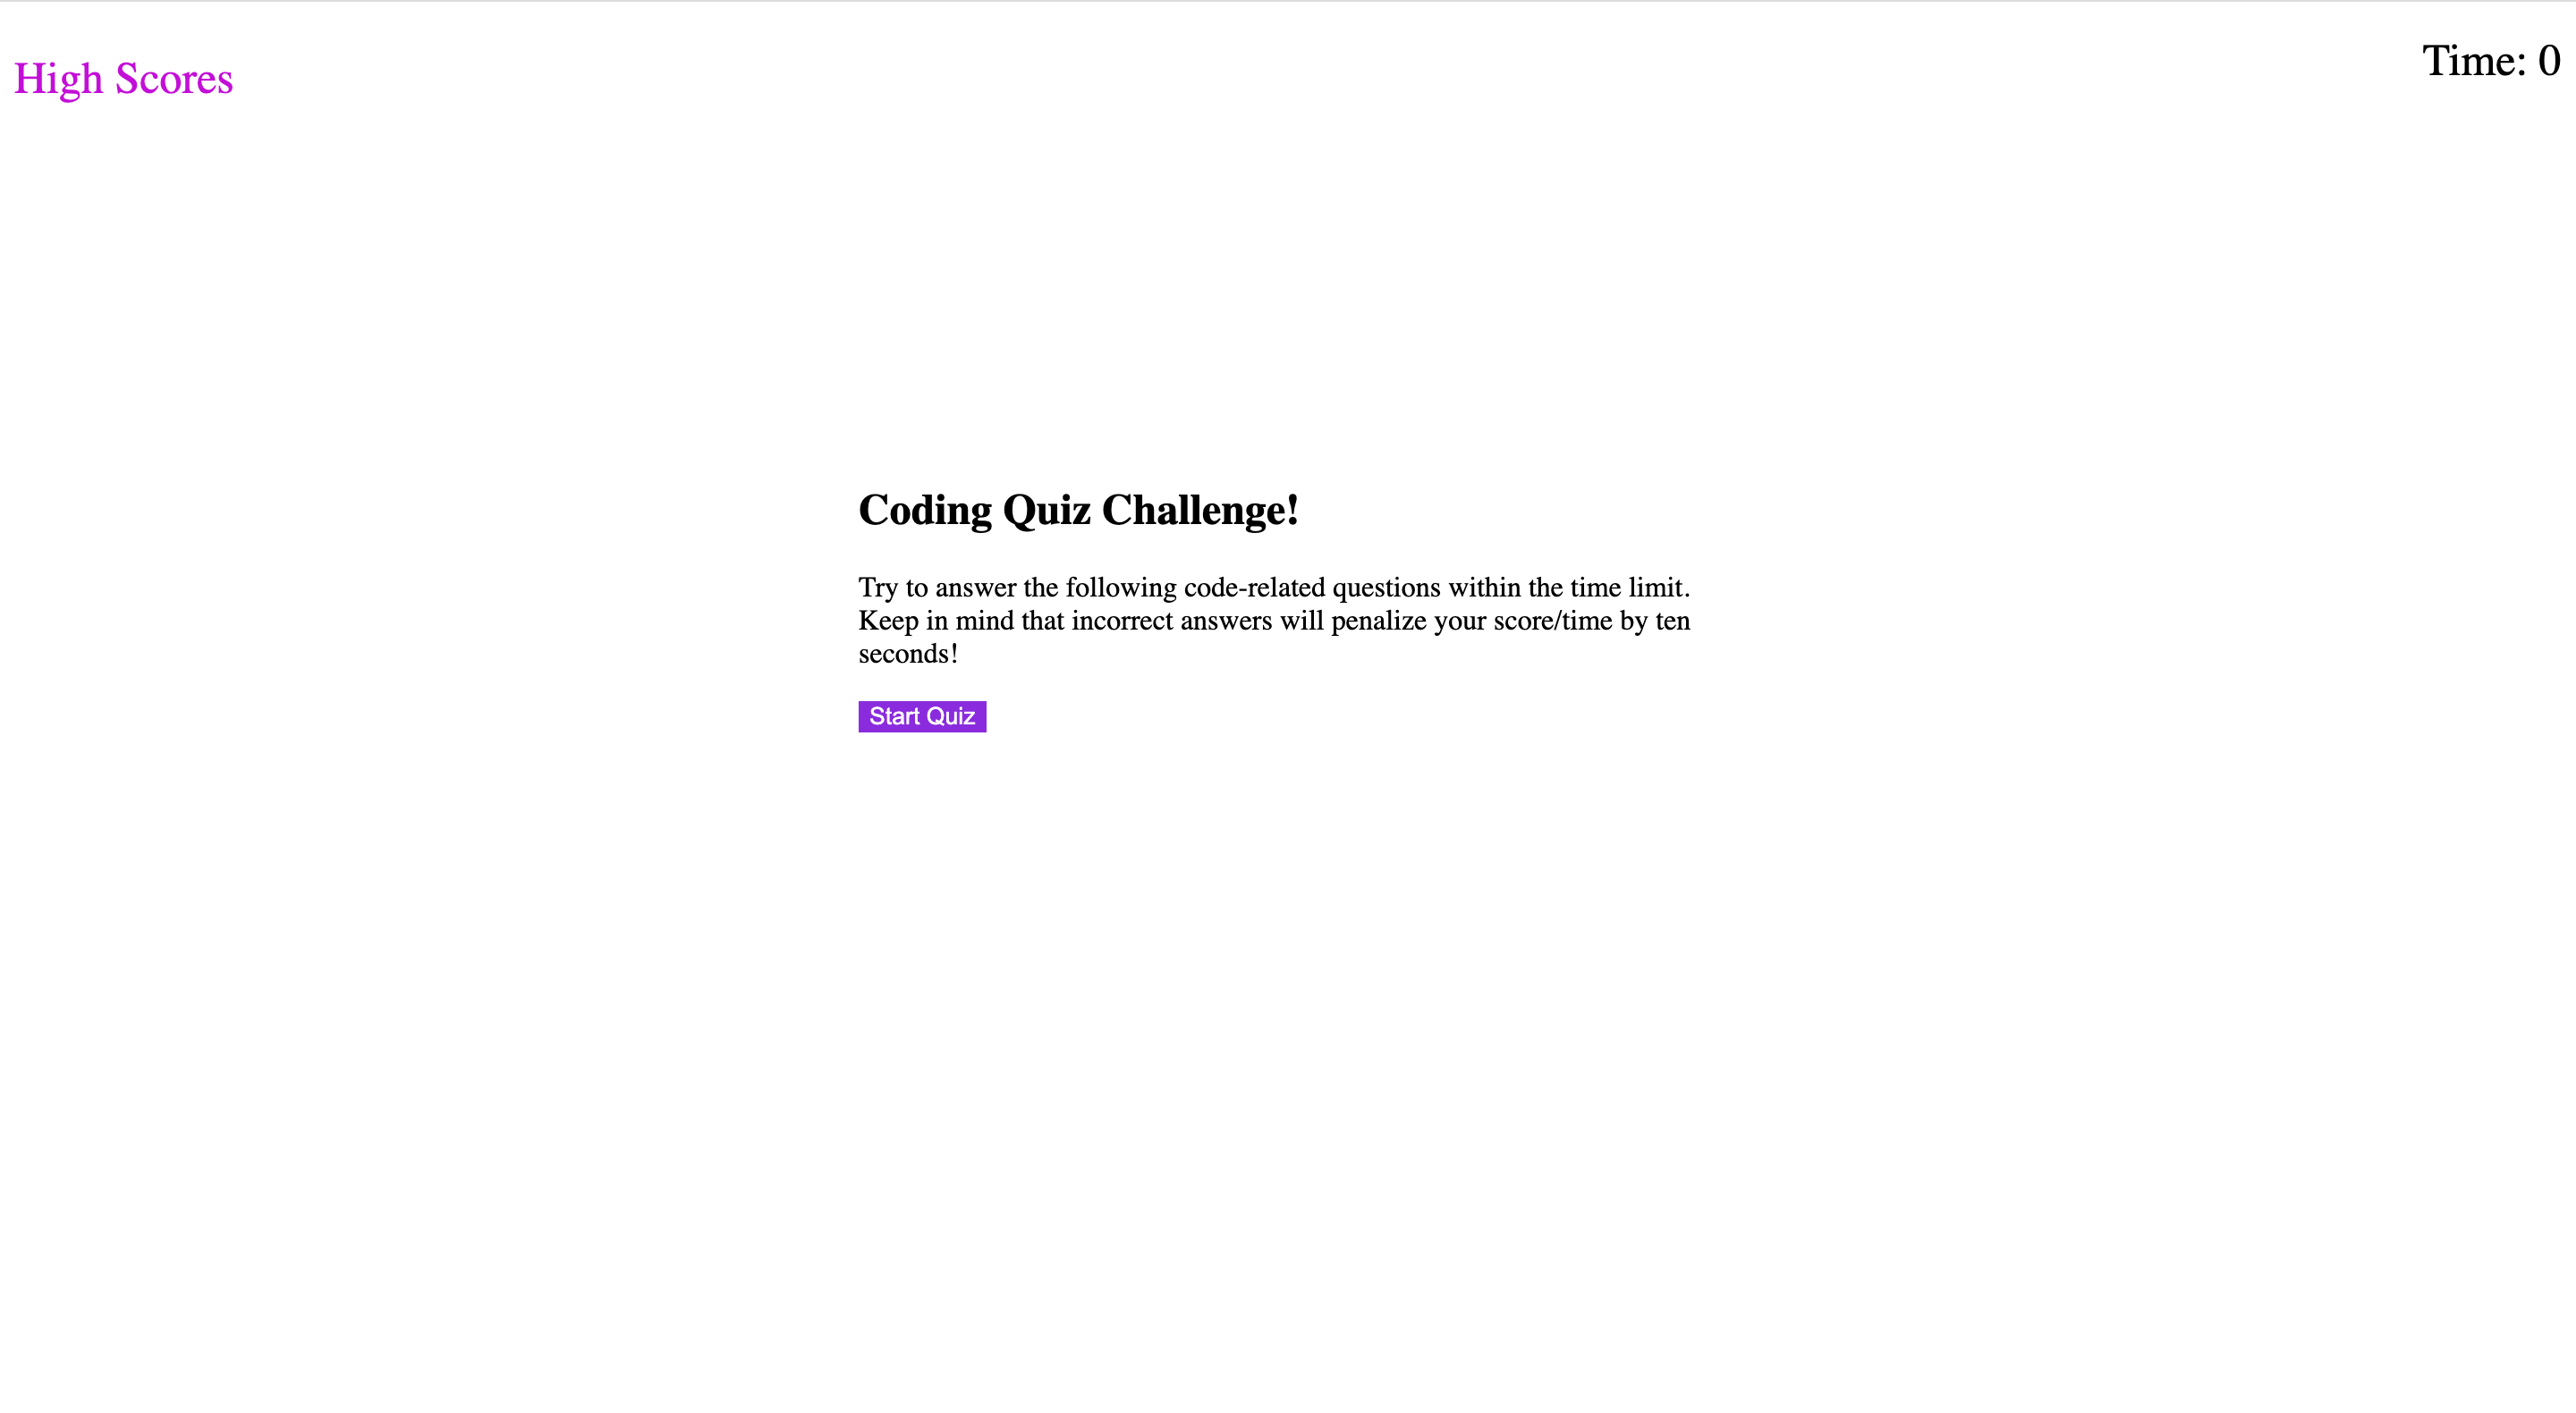 High Scores
Time: 0
Coding Quiz Challenge!
Try to answer the following code-related questions within the time limit.
Keep in mind that incorrect answers will penalize your score/time by ten
seconds!
Start Quiz